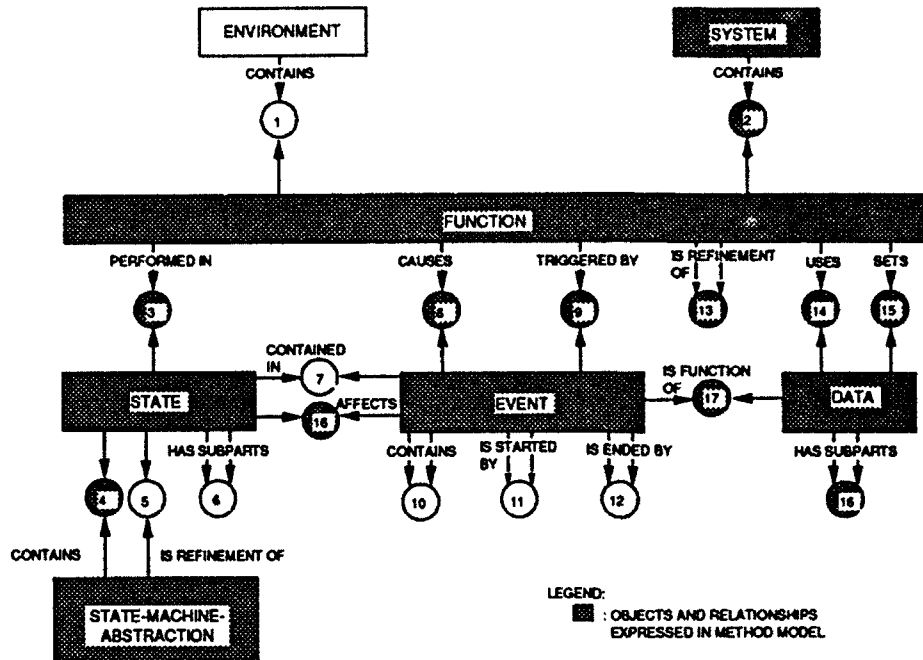 ENVIRONMENT
SYSTEM
CONTAINS
CONTAINS
1
2
FUNCTION
PERFORMED IN
CAUSES
TRIGGERED BY
IS REFINEMENT
OF
USES
SETS
3
9
13
14
15
CONTAINED
IN
7
IS FUNCTION
OF
STATE
16
AFFECTS
EVENT
17
DATA
HAS SUBPARTS
CONTAINS
IS STARTED
BY
IS ENDED BY
HAS SUBPARTS
4
5
6
10
11
12
16
CONTAINS
IS REFINEMENT OF
STATE-MACHINE-
ABSTRACTION
LEGEND:
: OBJECTS AND RELATIONSHIPS
EXPRESSED IN METHOD MODEL